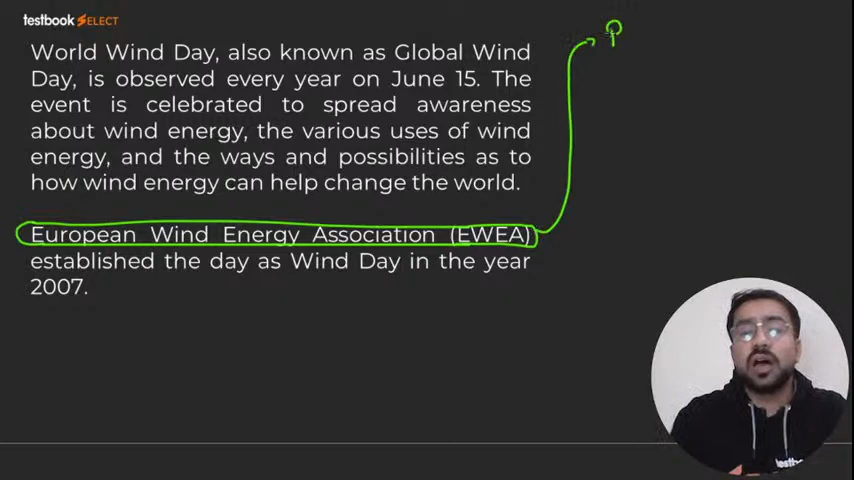 testbook SELECT
World Wind Day, also known as Global Wind
Day, is observed every year on June 15. The
event is celebrated to spread awareness
about wind energy, the various uses of wind
energy, and the ways and possibilities as to
how wind energy can help change the world.
European Wind Energy Association (EWEA)
established the day as Wind Day in the year
2007.
testb